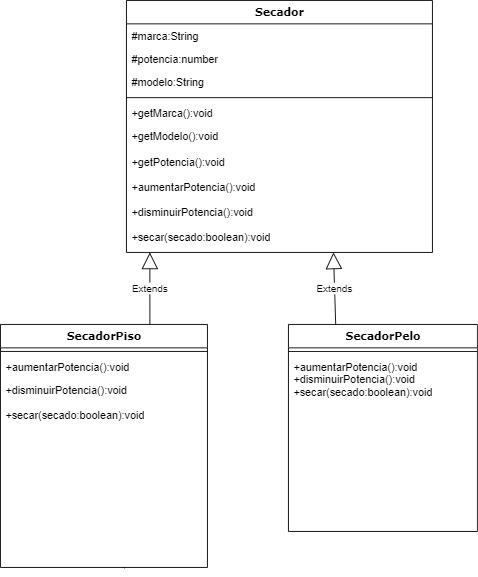 Secador
#marca:String
#potencia:number
#modelo:String
+getMarca():void
+getModelo():void
+getPotencia():void
+aumentarPotencia():void
+disminuirPotencia():void
+secar(secado:boolean):void
Extends
Extends
SecadorPiso
+aumentarPotencia():void
+disminuirPotencia():void
+secar(secado:boolean):void
SecadorPelo
+aumentarPotencia():void
+disminuirPotencia():void
+secar(secado:boolean):void